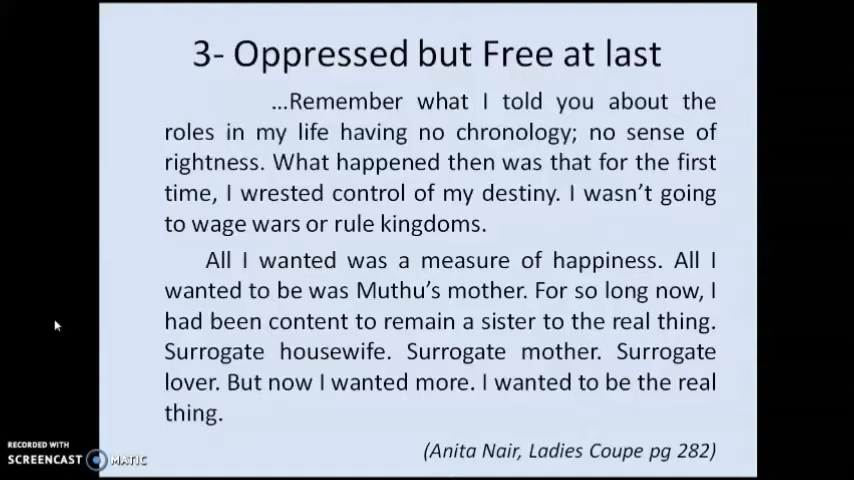 3- Oppressed but Free at last
...Remember what I told you about the
roles in my life having no chronology; no sense of
rightness. What happened then was that for the first
time, I wrested control of my destiny. I wasn't going
to wage wars or rule kingdoms.
All I wanted was a measure of happiness. All I
wanted to be was Muthu's mother. For so long now, I
had been content to remain a sister to the real thing.
Surrogate housewife. Surrogate mother. Surrogate
lover. But now I wanted more. I wanted to be the real
thing.
(Anita Nair, Ladies Coupe pg 282)
RECORDED WITH
SCREENCAST MATIC